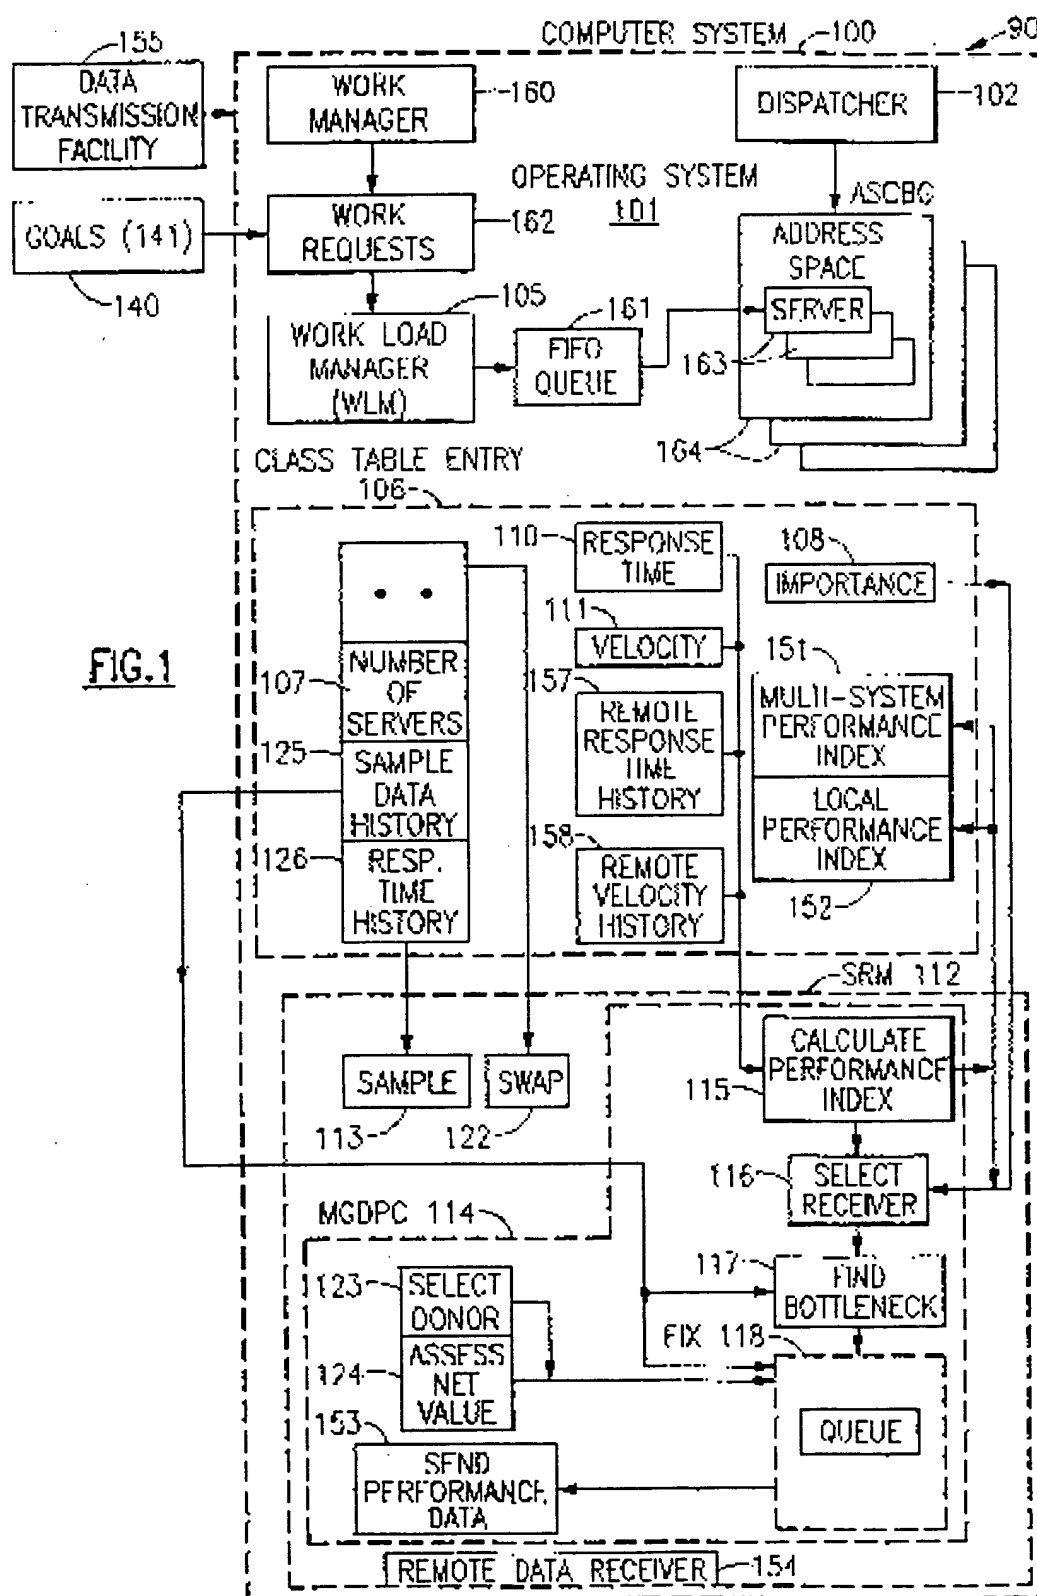 COMPUTER SYSTEM 100
90
155
DATA
TRANSMISSION
FACILITY
WORK
MANAGER
160
DISPATCHER
102
OPERATING SYSTEM
101
ASCBG
GOALS (141)
140
WORK
REQUESTS
162
105
WORK LOAD
MANAGER
(WLM)
161
FIFO
QUEUE
ADDRESS
SPACE
SERVER
163
164
CLASS TABLE ENTRY
106
110
RESPONSE
TIME
108
IMPORTANCE
111
VELOCITY
FIG.1
107
NUMBER
OF
SERVERS
157
REMOTE
RESPONSE
TIME
HISTORY
151
MULTI-SYSTEM
PERFORMANCE
INDEX
125
SAMPLE
DATA
HISTORY
LOCAL
PERFORMANCE
INDEX
152
126
RESP.
TIME
HISTORY
158
REMOTE
VELOCITY
HISTORY
SRM 112
SAMPLE
113
SWAP
122
CALCULATE
PERFORMANCE
INDEX
115
116
SELECT
RECEIVER
MGDPC 114
117
FIND
BOTTLENECK
123
SELECT
DONOR
FIX 118
124
ASSESS
NET
VALUE
QUEUE
153
SEND
PERFORMANCE
DATA
REMOTE DATA RECEIVER
154